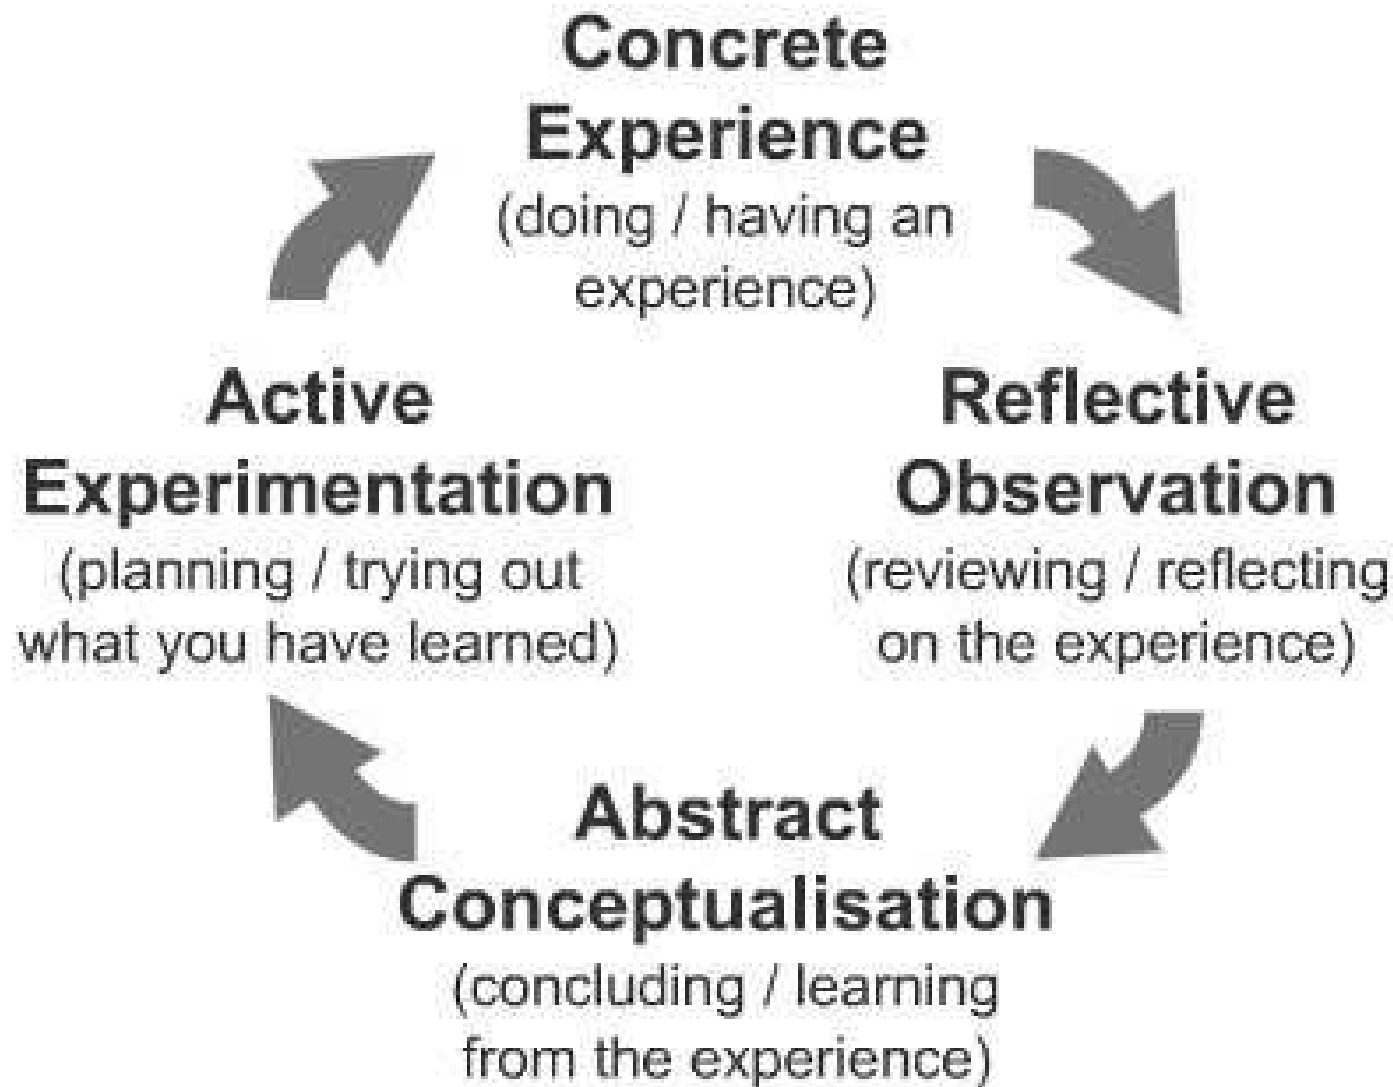 Concrete
Experience
(doing / having an
experience)
Reflective
Observation
(reviewing / reflecting
on the experience)
Abstract
Conceptualisation
(concluding / learning
from the experience)
Active
Experimentation
(planning / trying out
what you have learned)